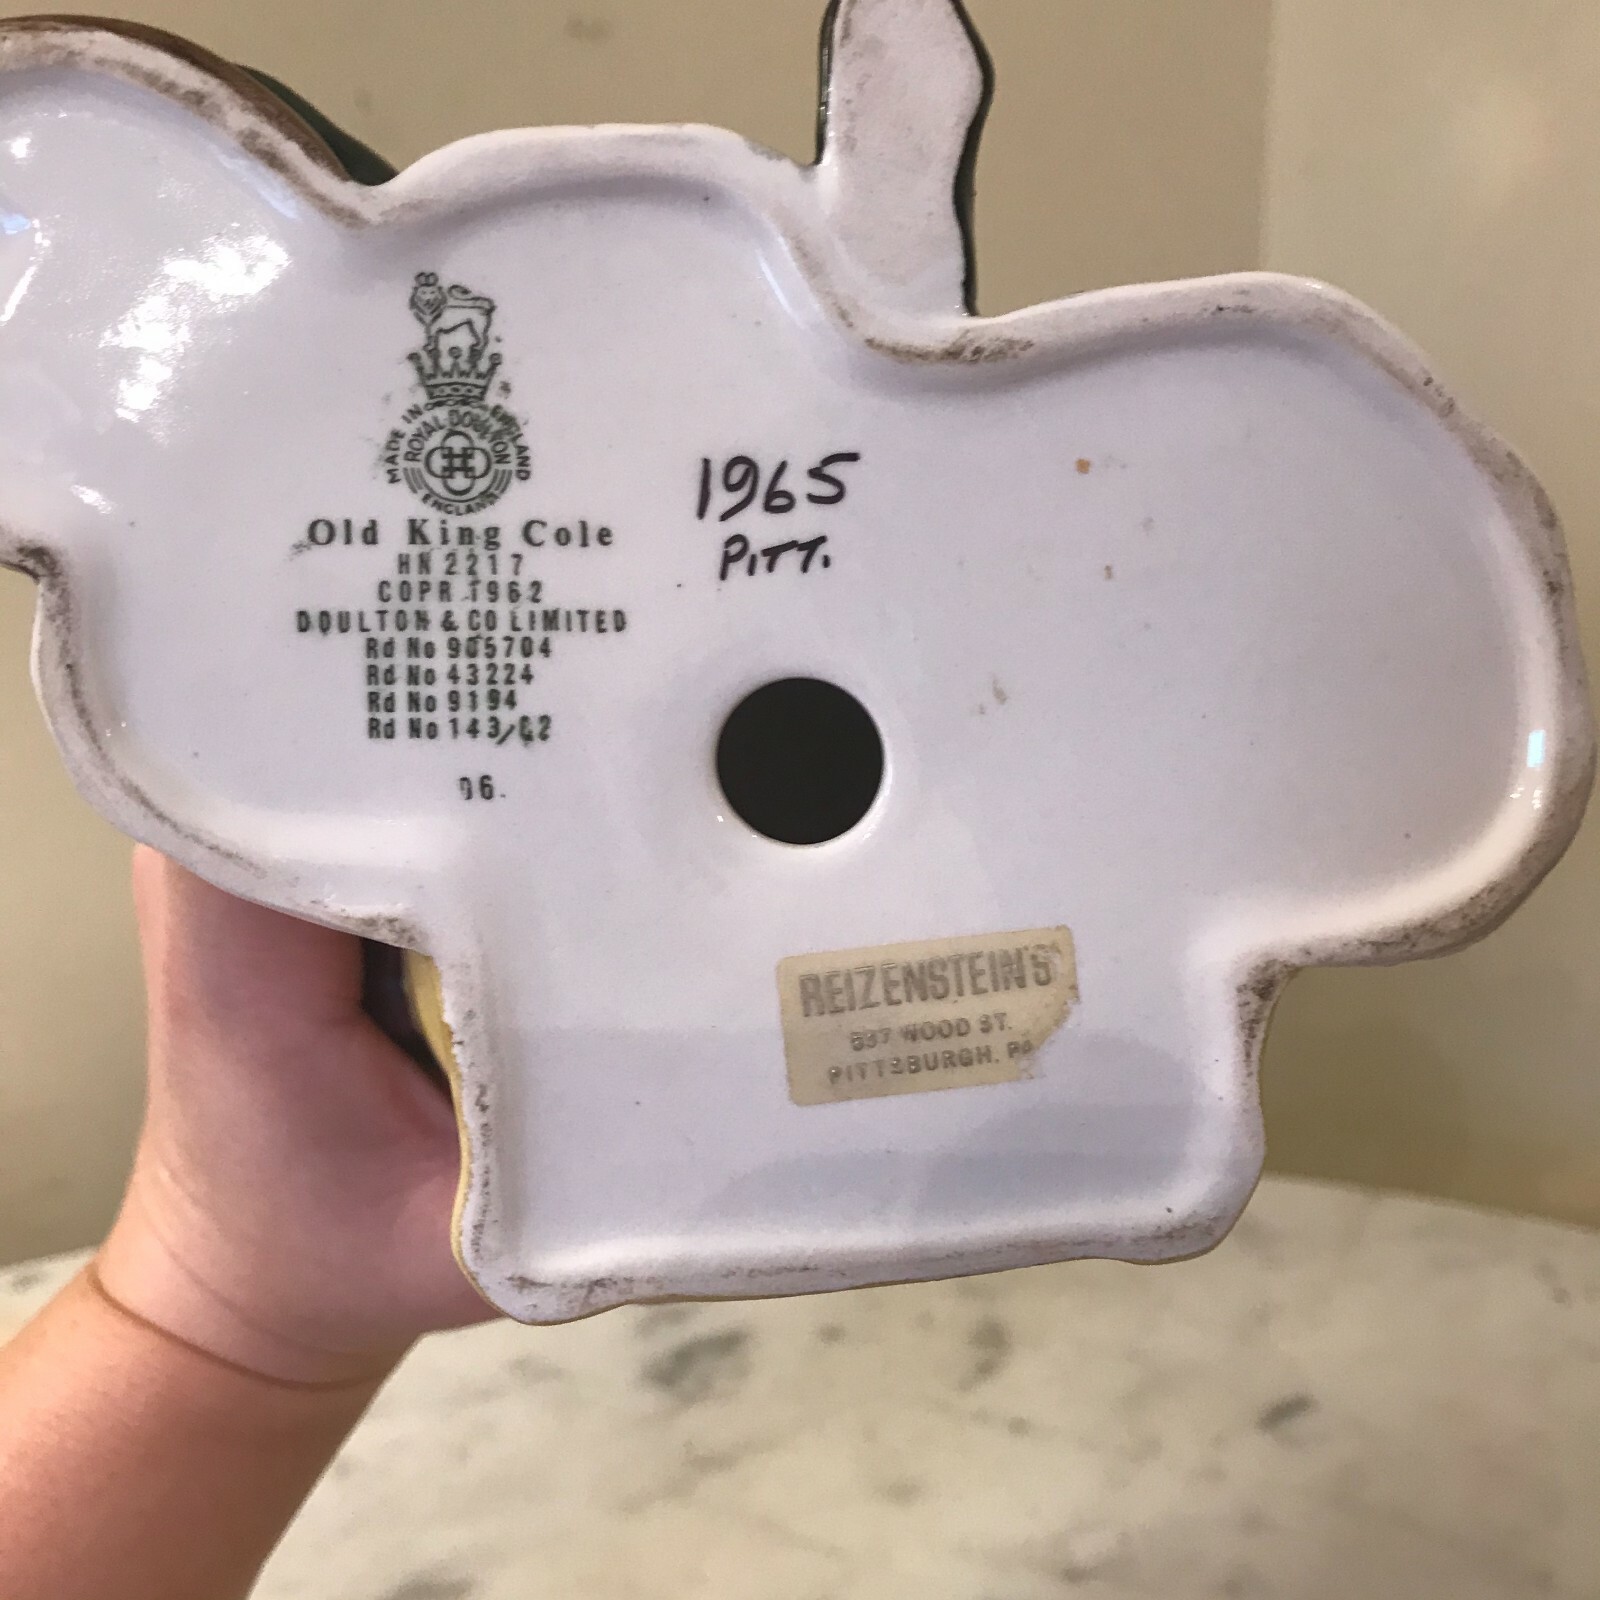 MADE IN ENGLAND
ROYAL DOULTON
ENGLAND
Old King Cole
HN 2217
COPR 1962
DOULTON & CO LIMITED
Rd No 905704
Rd No 43224
Rd No 9194
Rd No 143/62
1965
PITT.
REIZENSTEIN'S
WOOD ST.
PITTSBURGH, PA